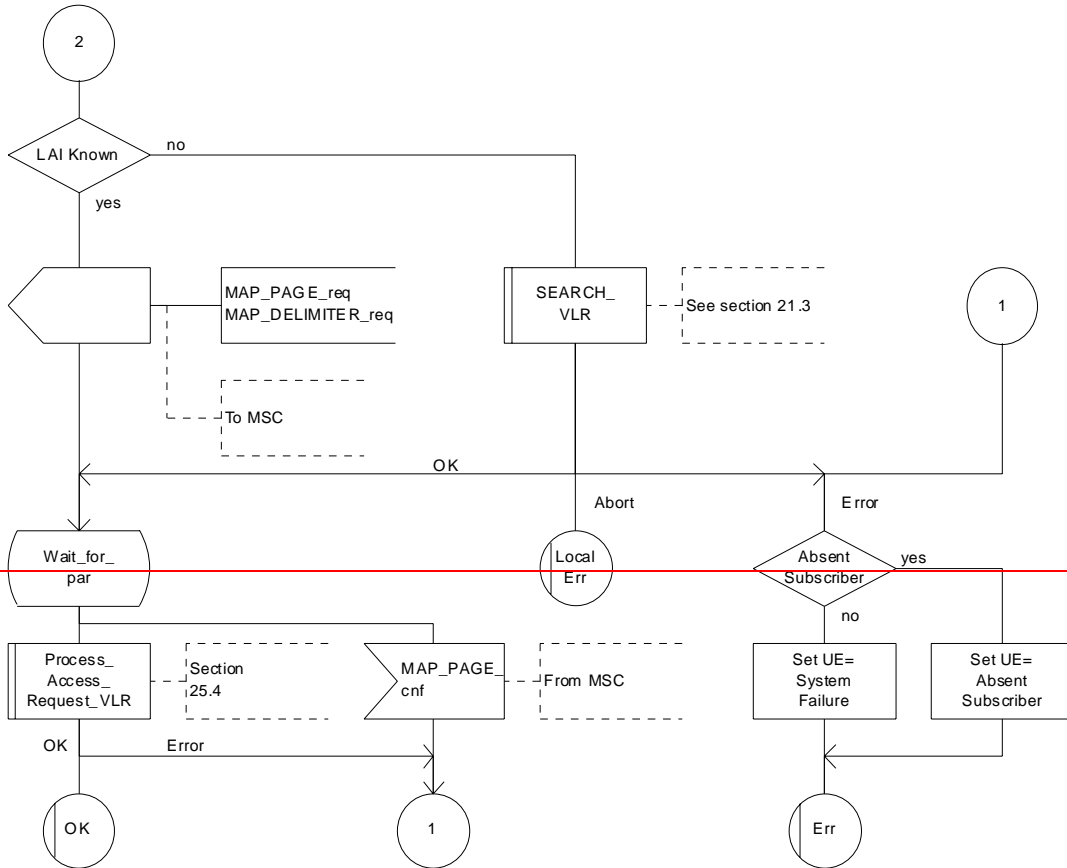 2
LAI Known
no
yes
MAP_PAGE_req
MAP_DELIMITER_req
SEARCH_
VLR
See section 21.3
1
To MSC
OK
Abort
Error
Wait_for_
par
Local
Err
Absent
Subscriber
yes
no
Process_
Access_
Request_VLR
Section
25.4
MAP_PAGE_
cnf
From MSC
Set UE=
System
Failure
Set UE=
Absent
Subscriber
OK
Error
OK
1
Err